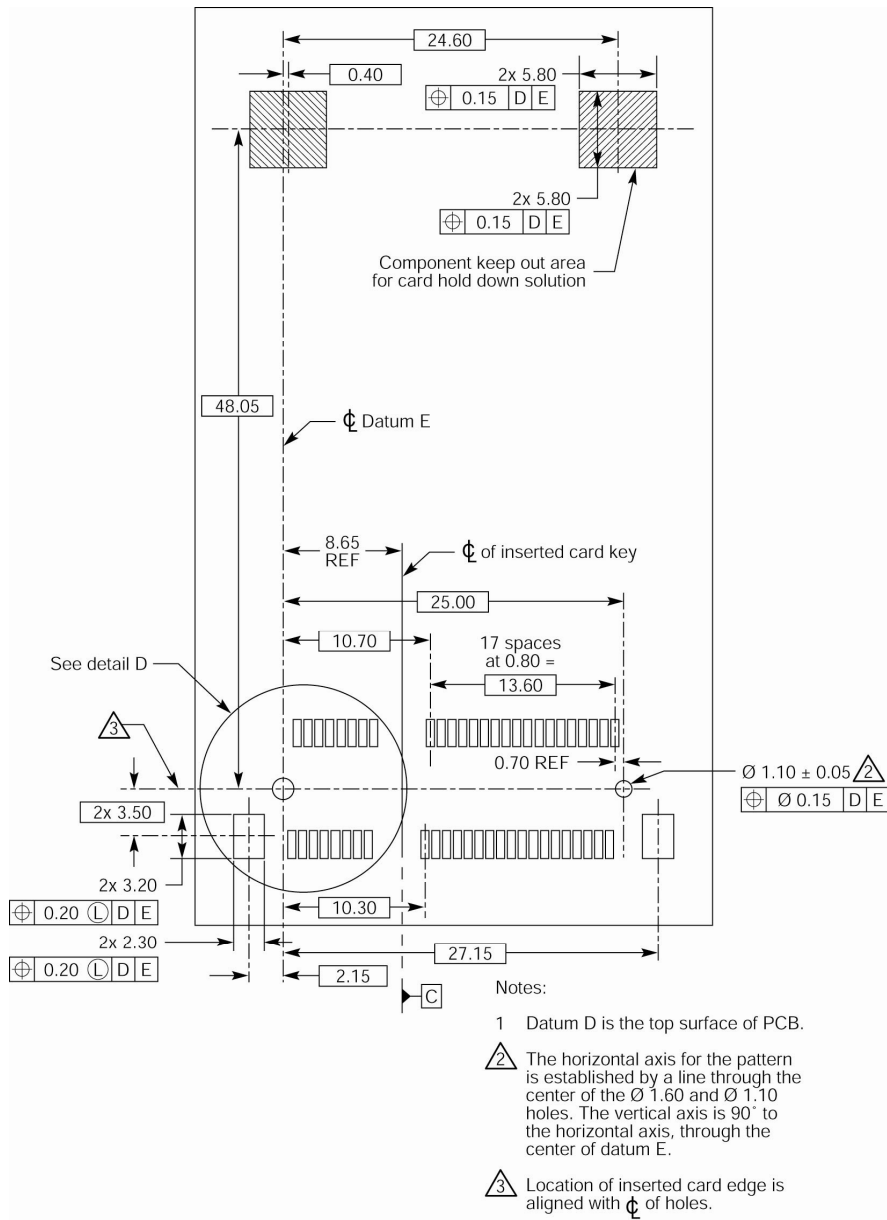 24.60
0.40
2x 5.80
⌖ 0.15 D E
2x 5.80
⌖ 0.15 D E
Component keep out area
for card hold down solution
48.05
℄ Datum E
8.65
REF
℄ of inserted card key
25.00
10.70
17 spaces
at 0.80 =
13.60
See detail D
3
0.70 REF
Ø 1.10 ± 0.05 2
⌖ Ø 0.15 D E
2x 3.50
2x 3.20
⌖ 0.20 Ⓛ D E
10.30
2x 2.30
⌖ 0.20 Ⓛ D E
27.15
2.15
C
Notes:
1 Datum D is the top surface of PCB.
2 The horizontal axis for the pattern
is established by a line through the
center of the Ø 1.60 and Ø 1.10
holes. The vertical axis is 90˚ to
the horizontal axis, through the
center of datum E.
3 Location of inserted card edge is
aligned with ℄ of holes.